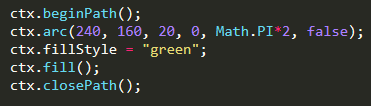 ctx.beginPath();
ctx.arc(240, 160, 20, 0, Math.PI*2, false);
ctx.fillStyle = "green";
ctx.fill();
ctx.closePath();